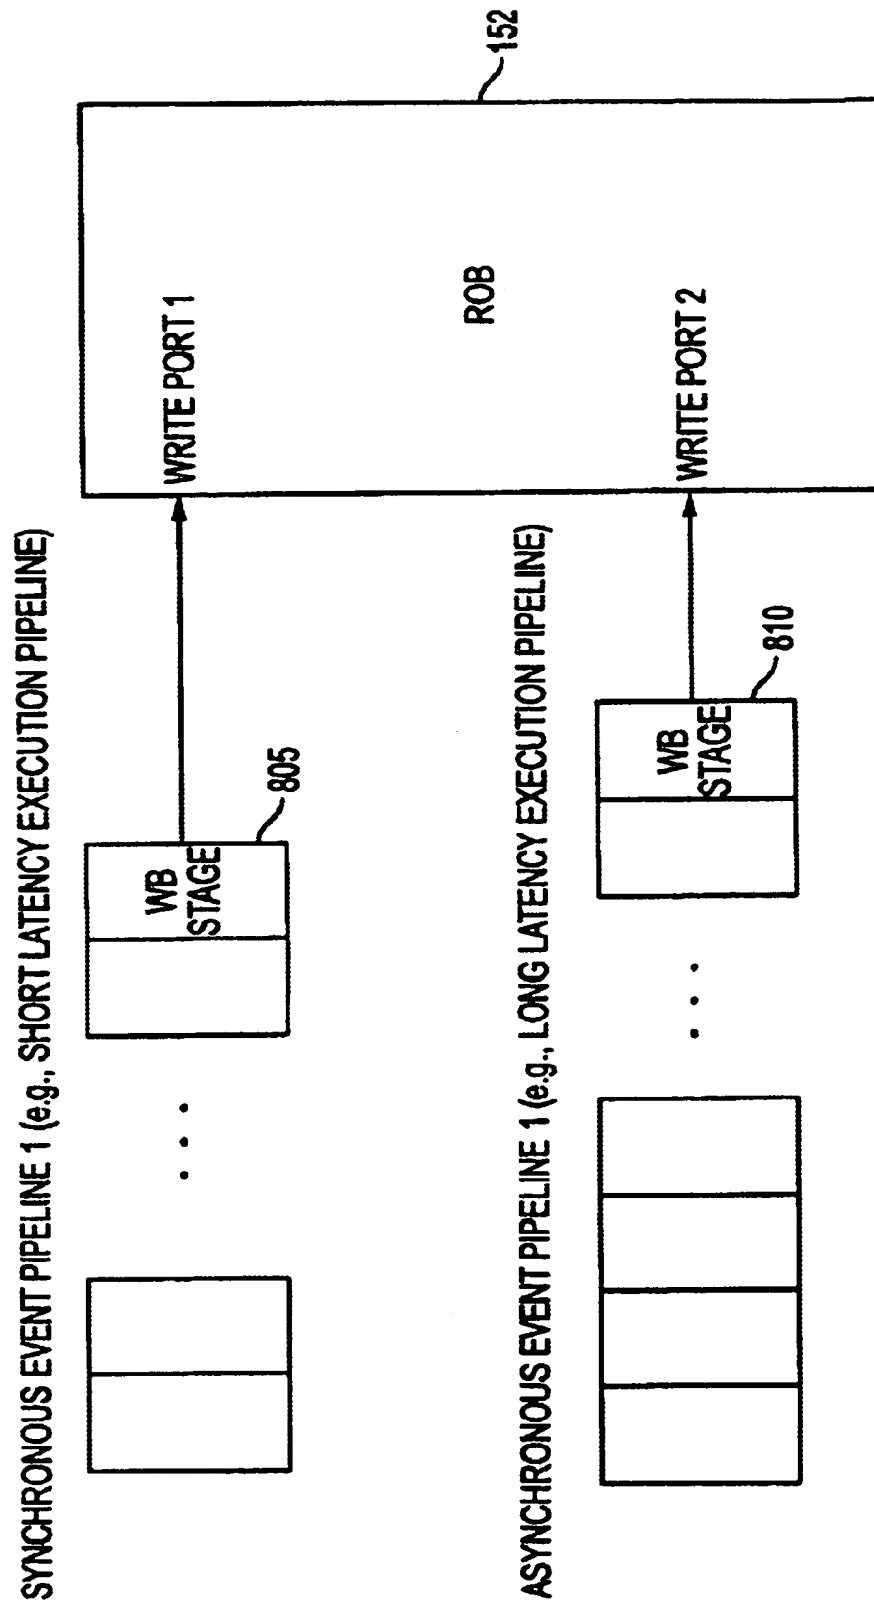 SYNCHRONOUS EVENT PIPELINE 1 (e.g., SHORT LATENCY EXECUTION PIPELINE)
WB
STAGE
805
WRITE PORT 1
152
ROB
ASYNCHRONOUS EVENT PIPELINE 1 (e.g., LONG LATENCY EXECUTION PIPELINE)
WB
STAGE
810
WRITE PORT 2